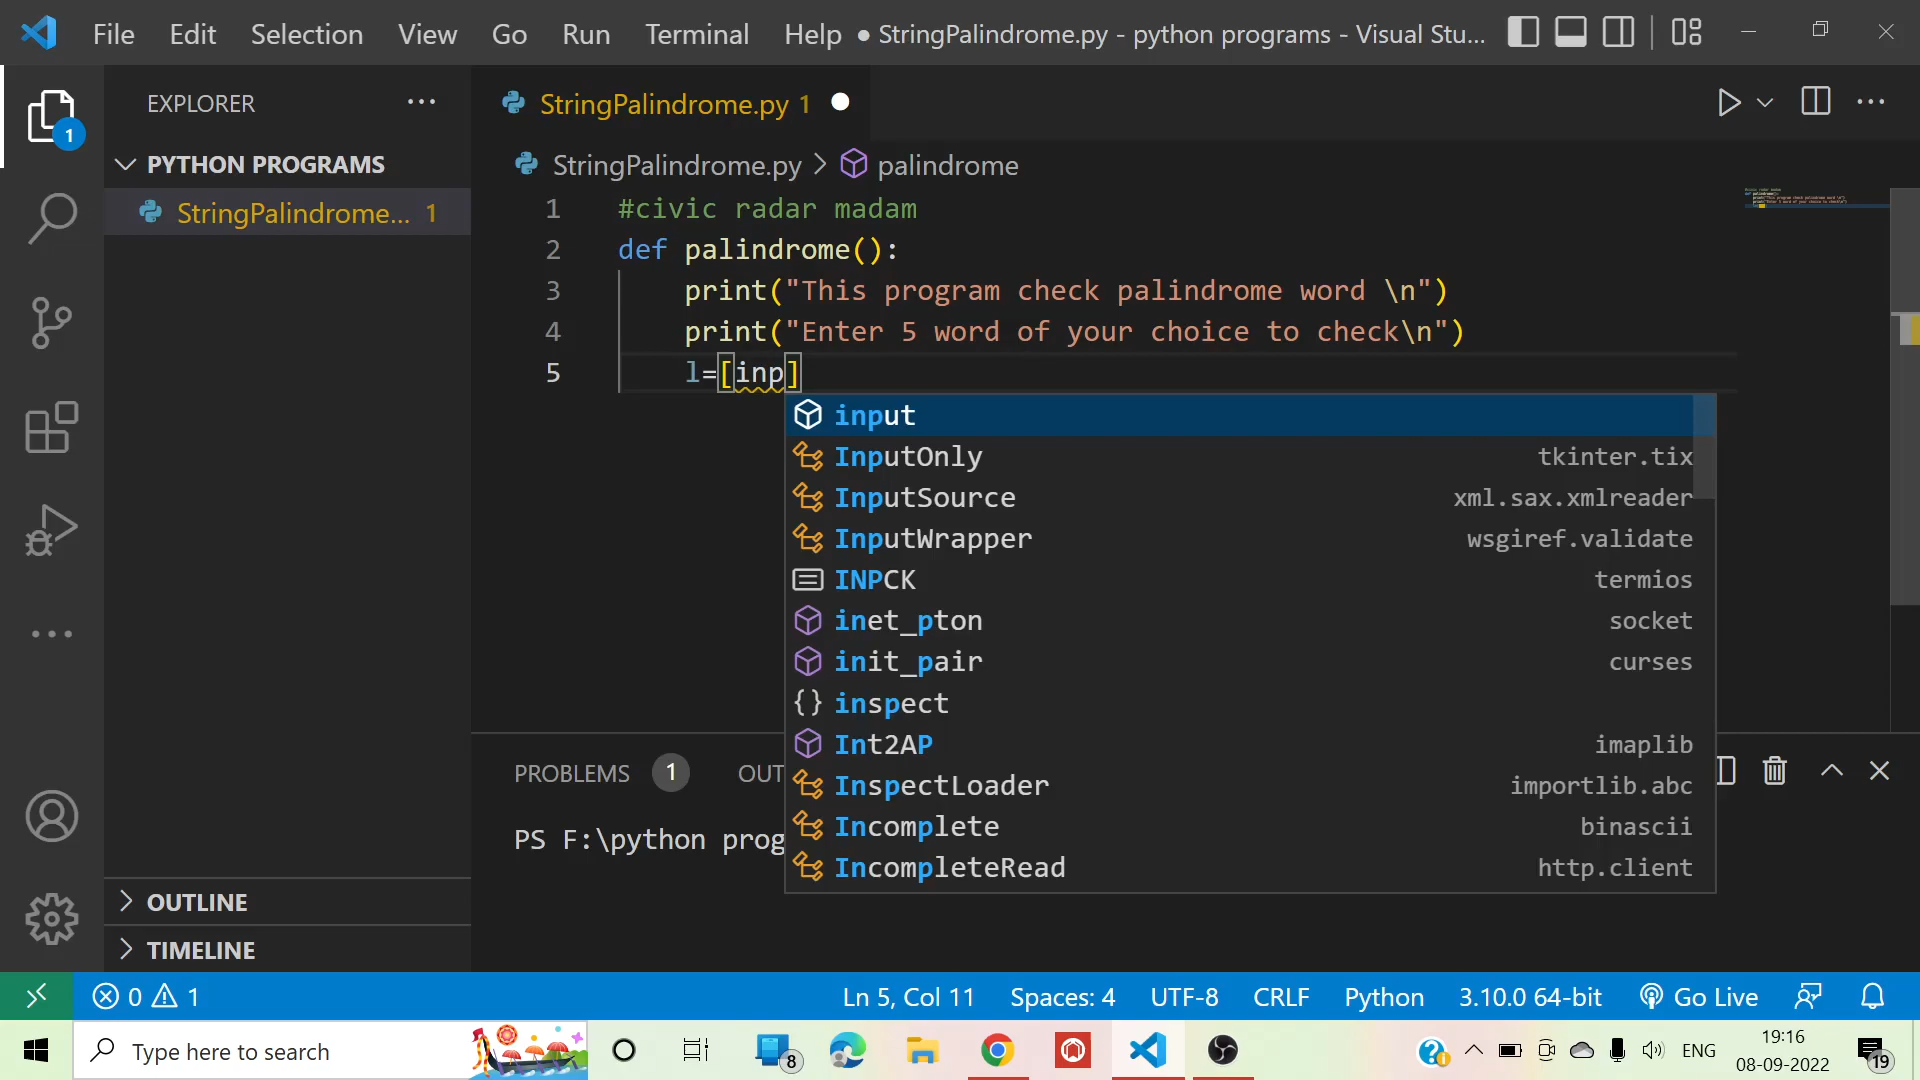 File Edit Selection View Go Run Terminal Help ● StringPalindrome.py - python programs - Visual Stu...
EXPLORER ...
1
PYTHON PROGRAMS
StringPalindrome... 1
StringPalindrome.py 1
StringPalindrome.py > palindrome
1 #civic radar madam
2 def palindrome():
3 print("This program check palindrome word \n")
4 print("Enter 5 word of your choice to check\n")
5 l=[inp]
input
InputOnly tkinter.tix
InputSource xml.sax.xmlreader
InputWrapper wsgiref.validate
INPCK termios
inet_pton socket
init_pair curses
{} inspect
Int2AP imaplib
InspectLoader importlib.abc
Incomplete binascii
IncompleteRead http.client
PROBLEMS 1 OUT
PS F:\python prog
OUTLINE
TIMELINE
0 1 Ln 5, Col 11 Spaces: 4 UTF-8 CRLF Python 3.10.0 64-bit Go Live
Type here to search 8 ENG 19:16
08-09-2022 19